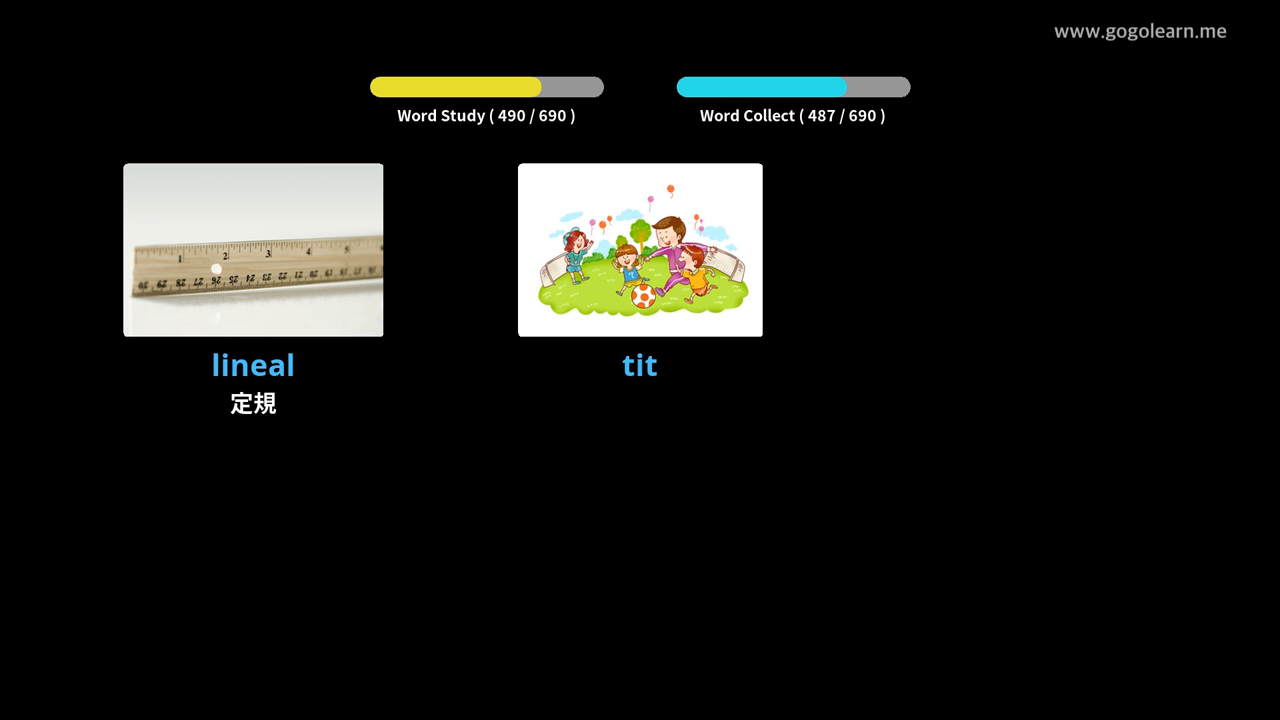 www.gogolearn.me
Word Study ( 490 / 690 )
Word Collect ( 487 / 690 )
lineal
定規
tit